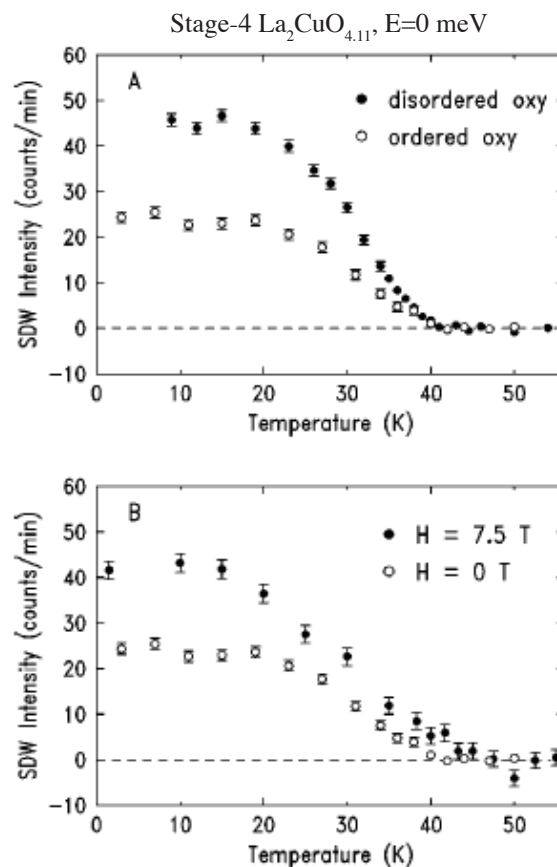 Stage-4 La₂CuO₄.₁₁, E=0 meV
60
50
40
30
20
10
0
−10
SDW Intensity (counts/min)
A
disordered oxy
ordered oxy
0
10
20
30
40
50
Temperature (K)
60
50
40
30
20
10
0
−10
SDW Intensity (counts/min)
B
H = 7.5 T
H = 0 T
0
10
20
30
40
50
Temperature (K)